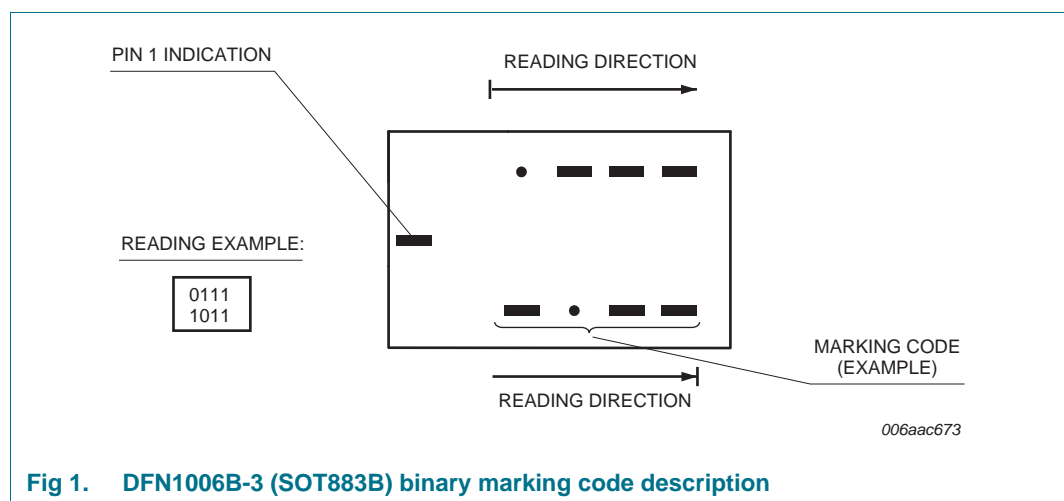 PIN 1 INDICATION
READING DIRECTION
READING EXAMPLE:
0111
1011
MARKING CODE
(EXAMPLE)
READING DIRECTION
006aac673
Fig 1. DFN1006B-3 (SOT883B) binary marking code description